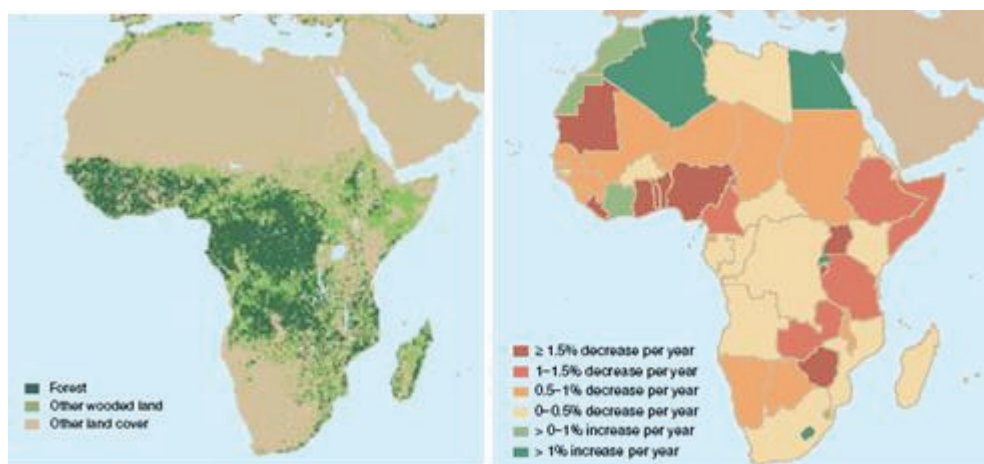 Forest
Other wooded land
Other land cover
≥ 1.5% decrease per year
1–1.5% decrease per year
0.5–1% decrease per year
0–0.5% decrease per year
> 0–1% increase per year
> 1% increase per year